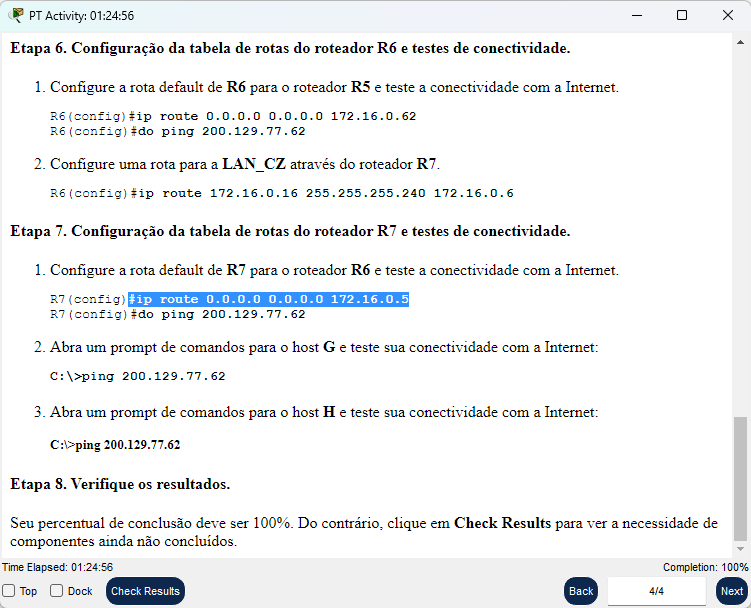 PT Activity: 01:24:56
Etapa 6. Configuração da tabela de rotas do roteador R6 e testes de conectividade.
1. Configure a rota default de R6 para o roteador R5 e teste a conectividade com a Internet.
R6(config)#ip route 0.0.0.0 0.0.0.0 172.16.0.62
R6(config)#do ping 200.129.77.62
2. Configure uma rota para a LAN_CZ através do roteador R7.
R6(config)#ip route 172.16.0.16 255.255.255.240 172.16.0.6
Etapa 7. Configuração da tabela de rotas do roteador R7 e testes de conectividade.
1. Configure a rota default de R7 para o roteador R6 e teste a conectividade com a Internet.
R7(config)#ip route 0.0.0.0 0.0.0.0 172.16.0.5
R7(config)#do ping 200.129.77.62
2. Abra um prompt de comandos para o host G e teste sua conectividade com a Internet:
C:\>ping 200.129.77.62
3. Abra um prompt de comandos para o host H e teste sua conectividade com a Internet:
C:\>ping 200.129.77.62
Etapa 8. Verifique os resultados.
Seu percentual de conclusão deve ser 100%. Do contrário, clique em Check Results para ver a necessidade de
componentes ainda não concluídos.
Time Elapsed: 01:24:56 Completion: 100%
Top Dock Check Results Back 4/4 Next